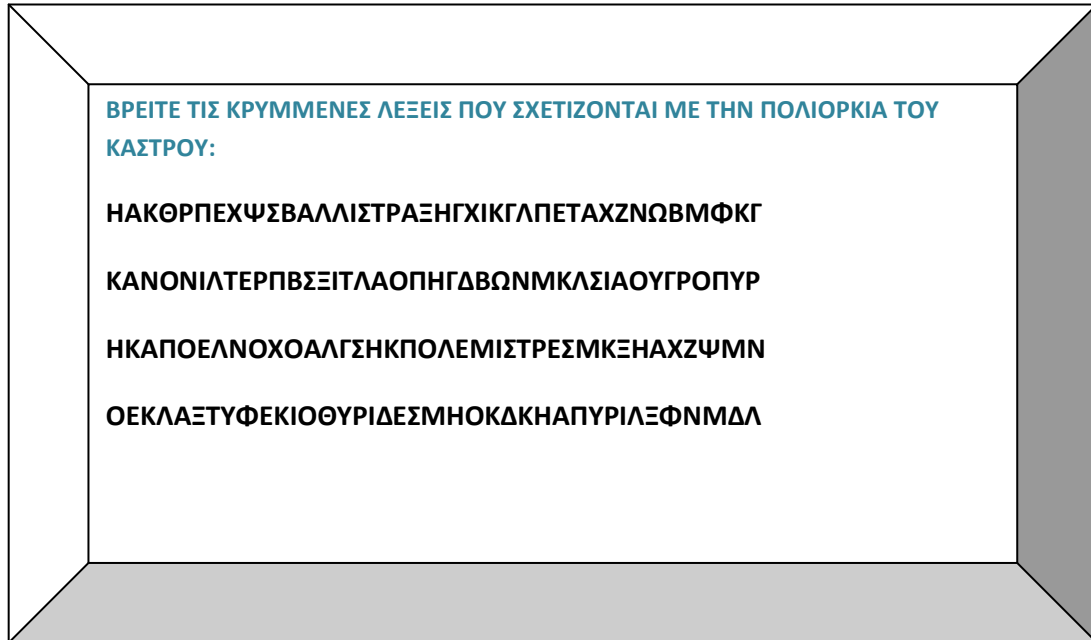 ΒΡΕΙΤΕ ΤΙΣ ΚΡΥΜΜΕΝΕΣ ΛΕΞΕΙΣ ΠΟΥ ΣΧΕΤΙΖΟΝΤΑΙ ΜΕ ΤΗΝ ΠΟΛΙΟΡΚΙΑ ΤΟΥ
ΚΑΣΤΡΟΥ:
ΗΑΚΘΡΠΕΧΨΣΒΑΛΛΙΣΤΡΑΞΗΓΧΙΚΓΛΠΕΤΑΧΖΝΩΒΜΦΚΓ
ΚΑΝΟΝΙΛΤΕΡΠΒΣΞΙΤΛΑΟΠΗΓΔΒΩΝΜΚΛΣΙΑΟΥΓΡΟΠΥΡ
ΗΚΑΠΟΕΛΝΟΧΟΑΛΓΣΗΚΠΟΛΕΜΙΣΤΡΕΣΜΚΞΗΑΧΖΨΜΝ
ΟΕΚΛΑΞΤΥΦΕΚΙΟΘΥΡΙΔΕΣΜΗΟΚΔΚΗΑΠΥΡΙΛΞΦΝΜΔΛ